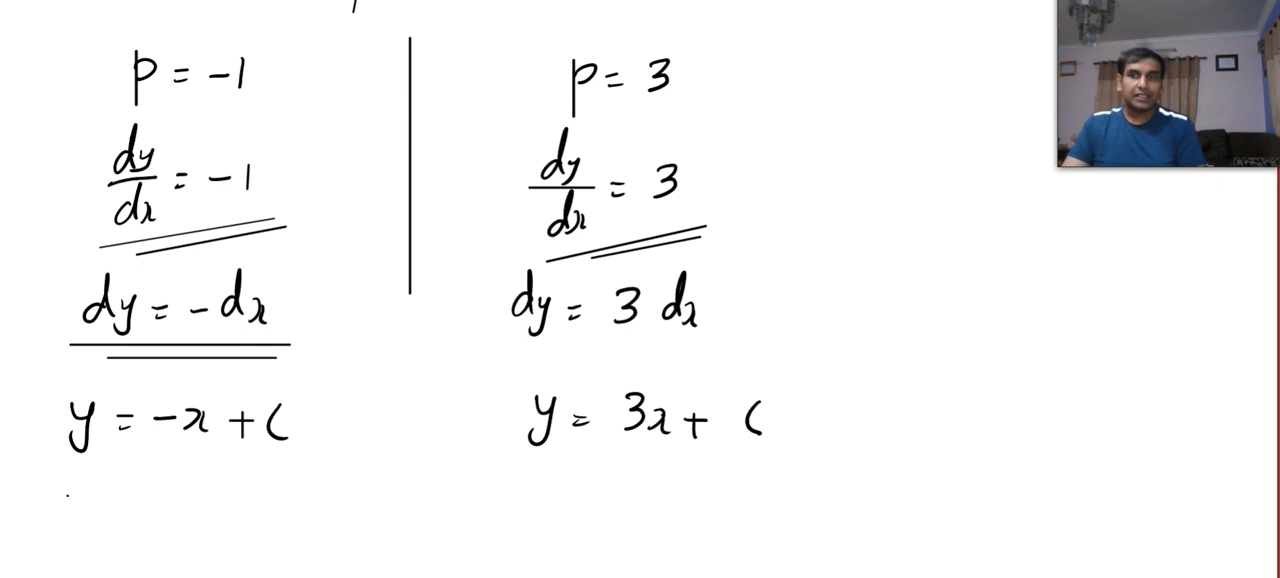 p = -1
dy/dx = -1
dy = -dx
y = -x + C
p = 3
dy/dx = 3
dy = 3 dx
y = 3x + C